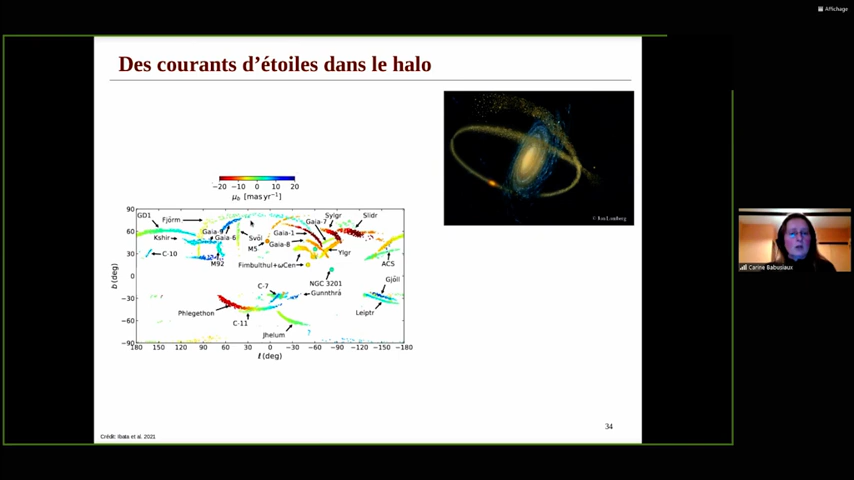 Affichage
Des courants d’étoiles dans le halo
−20 −10 0 10 20
μb [mas yr−1]
GD1
Fjörm
Gaia-9
Gaia-6
Kshir
C-10
M92
Svöl
M5
Gaia-1
Gaia-8
Gaia-7
Sylgr
Slidr
Ylgr
ACS
Fimbulthul+ωCen
NGC 3201
C-7
Gunnthrá
Gjöll
Leiptr
Phlegethon
C-11
Jhelum
90
60
30
0
−30
−60
−90
b (deg)
180 150 120 90 60 30 0 −30 −60 −90 −120 −150 −180
ℓ (deg)
Carine Babusiaux
34
Crédit: Ibata et al. 2021